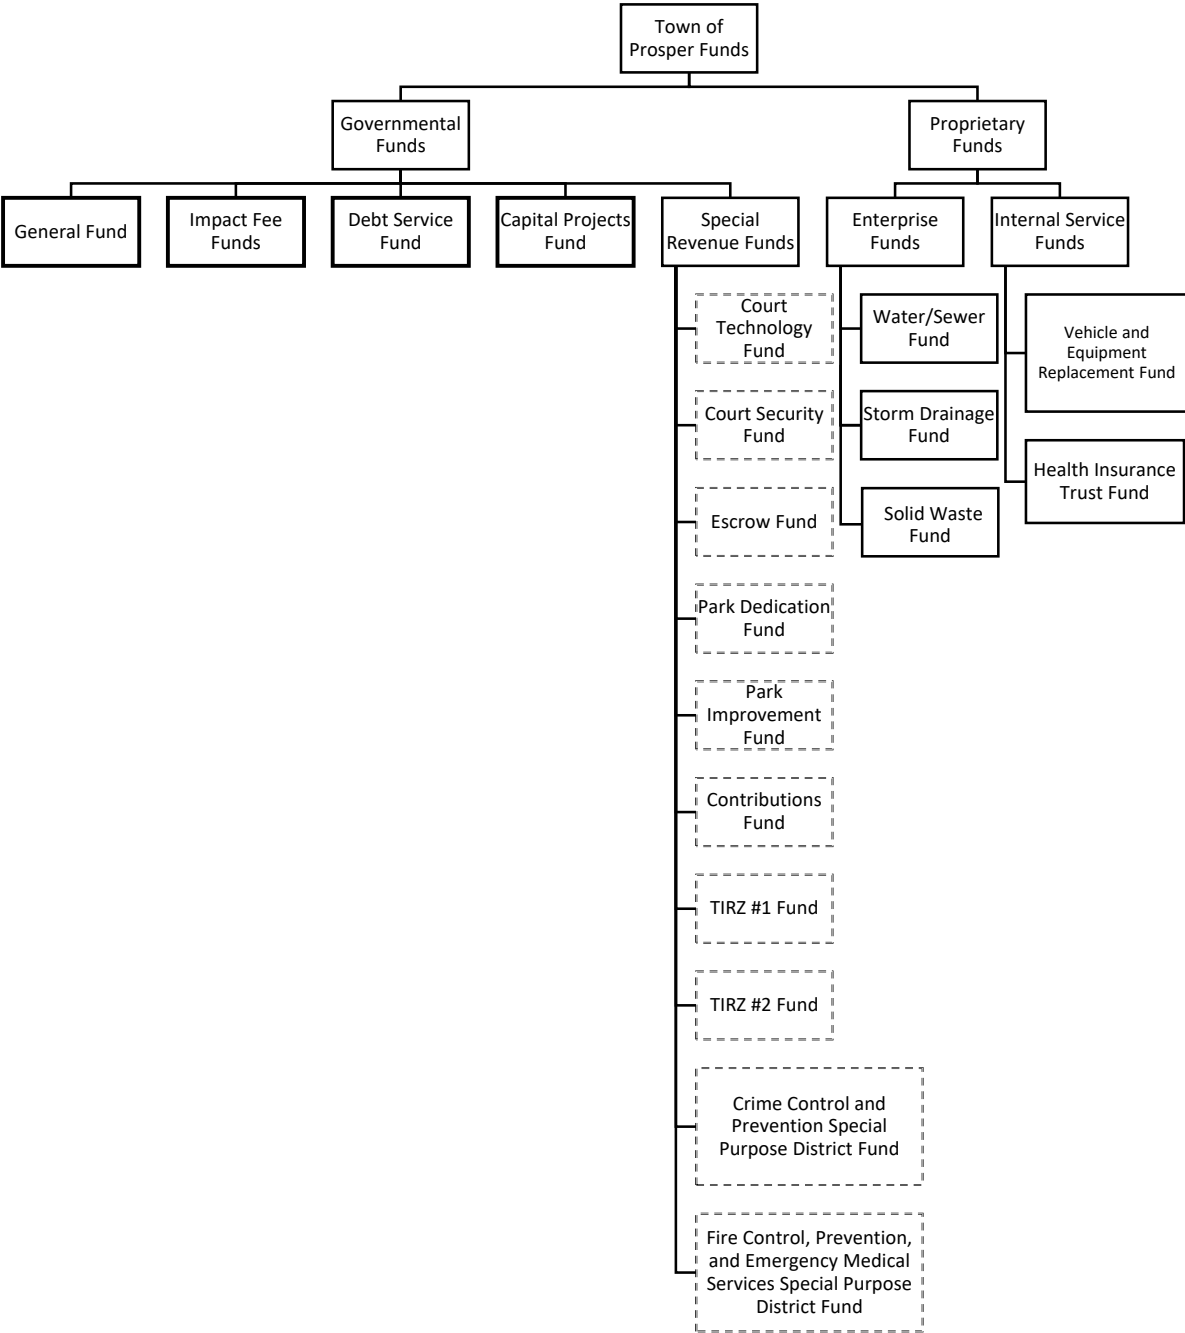 Town of
Prosper Funds
Governmental
Funds
Proprietary
Funds
General Fund
Impact Fee
Funds
Debt Service
Fund
Capital Projects
Fund
Special
Revenue Funds
Enterprise
Funds
Internal Service
Funds
Court
Technology
Fund
Court Security
Fund
Escrow Fund
Park Dedication
Fund
Park
Improvement
Fund
Contributions
Fund
TIRZ #1 Fund
TIRZ #2 Fund
Crime Control and
Prevention Special
Purpose District Fund
Fire Control, Prevention,
and Emergency Medical
Services Special Purpose
District Fund
Water/Sewer
Fund
Storm Drainage
Fund
Solid Waste
Fund
Vehicle and
Equipment
Replacement Fund
Health Insurance
Trust Fund